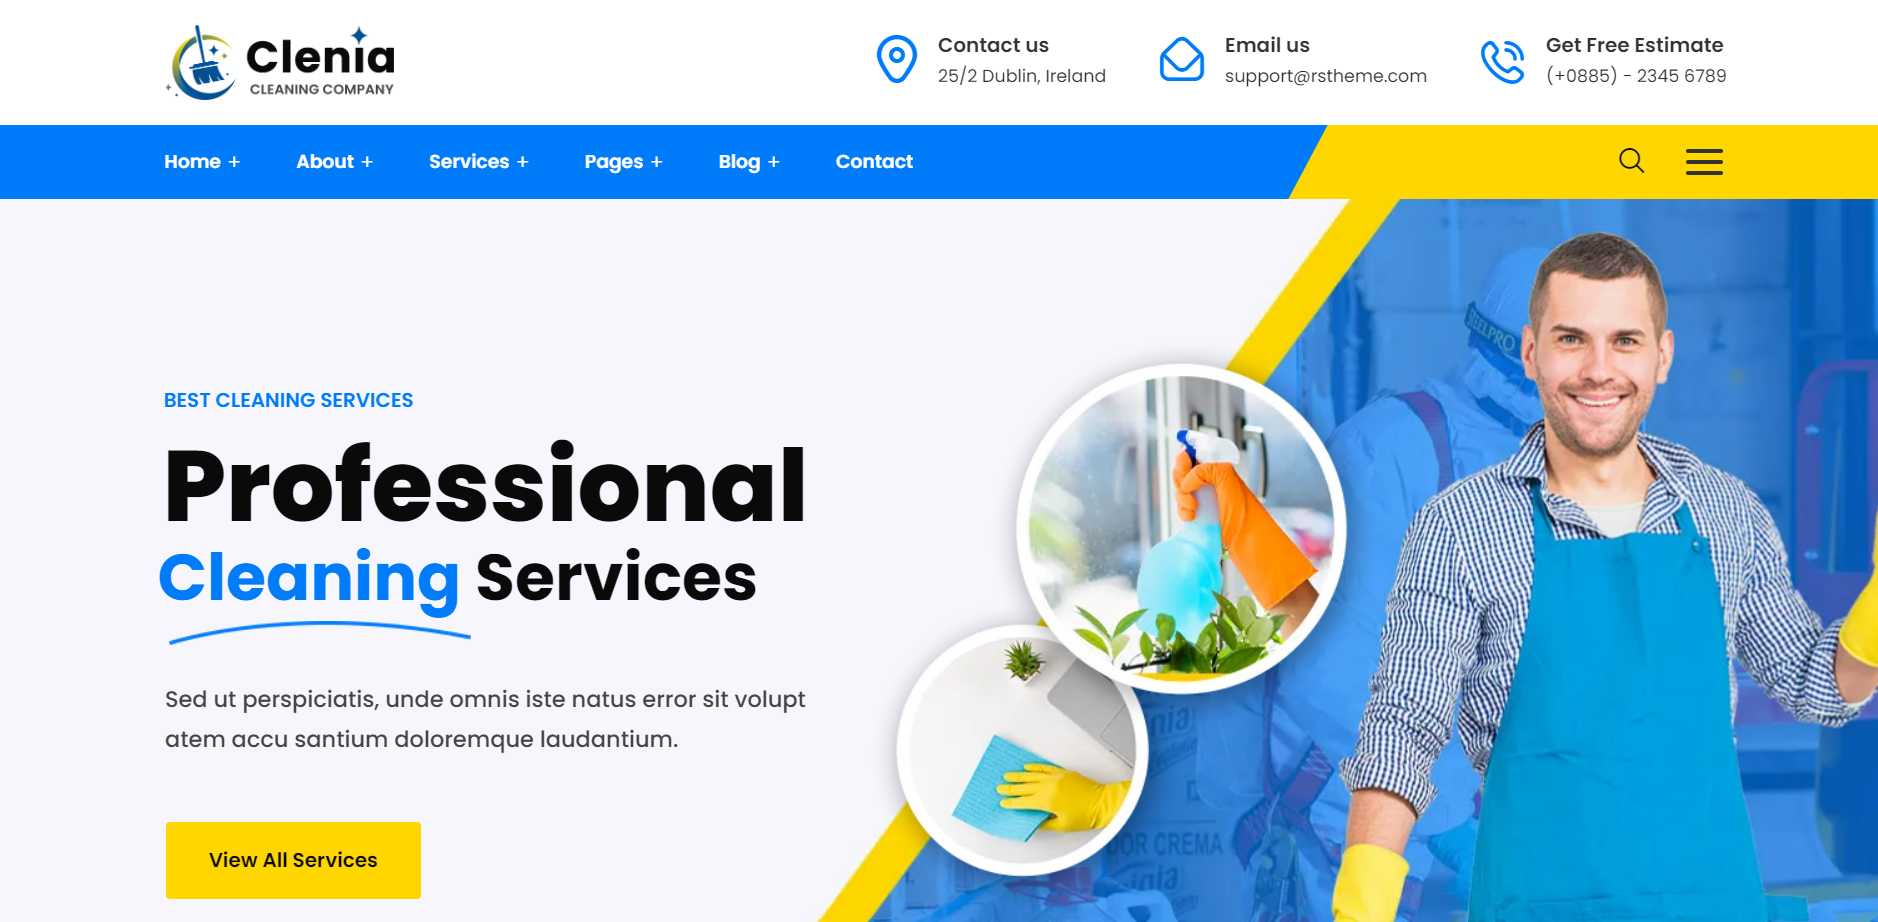 Clenia
CLEANING COMPANY
Contact us
25/2 Dublin, Ireland
Email us
support@rstheme.com
Get Free Estimate
(+0885) - 2345 6789
Home +
About +
Services +
Pages +
Blog +
Contact
BEST CLEANING SERVICES
Professional
Cleaning Services
Sed ut perspiciatis, unde omnis iste natus error sit volupt
atem accu santium doloremque laudantium.
View All Services
STEELPRO
CREMA